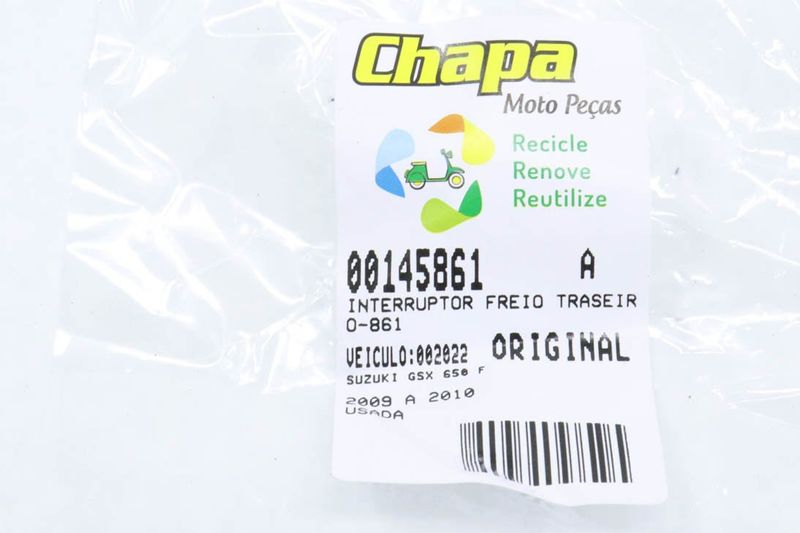 Chapa
Moto Peças
Recicle
Renove
Reutilize
00145861 A
INTERRUPTOR FREIO TRASEIR
O-861
VEICULO:002022 ORIGINAL
SUZUKI GSX 650 F
2009 A 2010
USADA